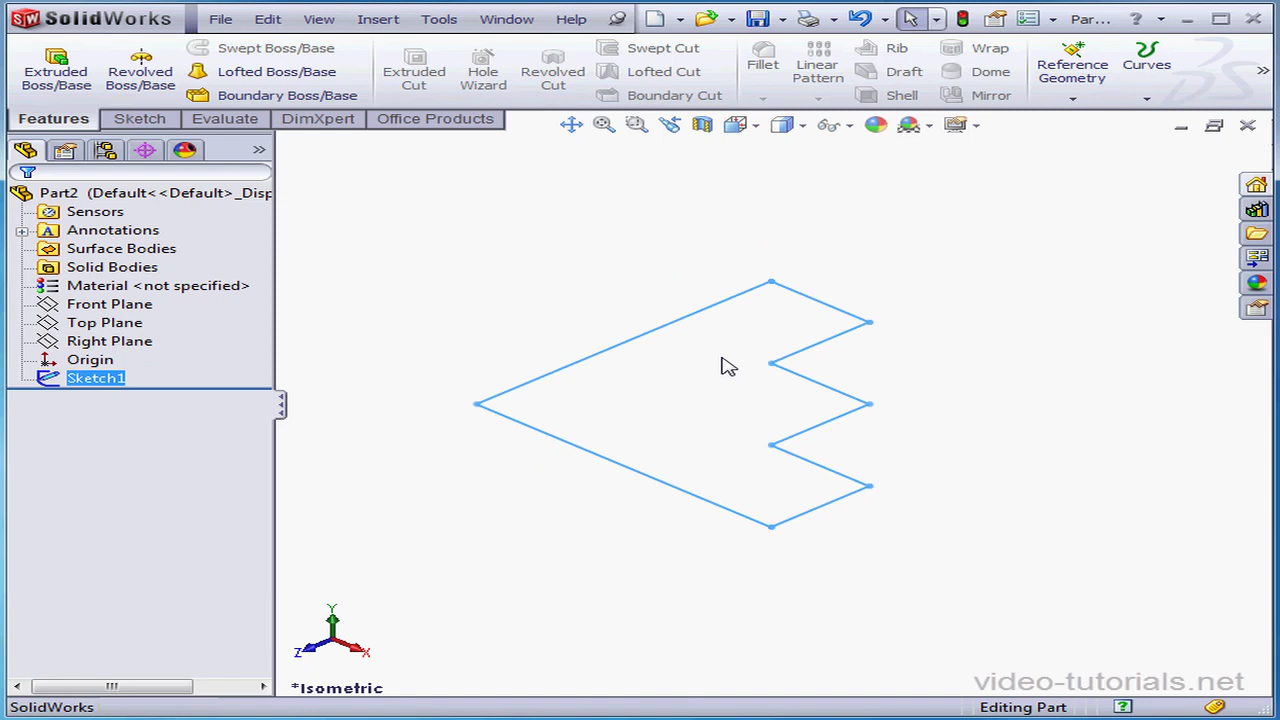 SW SolidWorks File Edit View Insert Tools Window Help Par... ?
Extruded Boss/Base
Revolved Boss/Base
Swept Boss/Base
Lofted Boss/Base
Boundary Boss/Base
Extruded Cut
Hole Wizard
Revolved Cut
Swept Cut
Lofted Cut
Boundary Cut
Fillet
Linear Pattern
Rib
Draft
Shell
Wrap
Dome
Mirror
Reference Geometry
Curves
Features Sketch Evaluate DimXpert Office Products
Part2 (Default<<Default>_Disp
Sensors
A Annotations
Surface Bodies
Solid Bodies
Material <not specified>
Front Plane
Top Plane
Right Plane
Origin
Sketch1
Y
Z X
*Isometric
video-tutorials.net
SolidWorks Editing Part ?